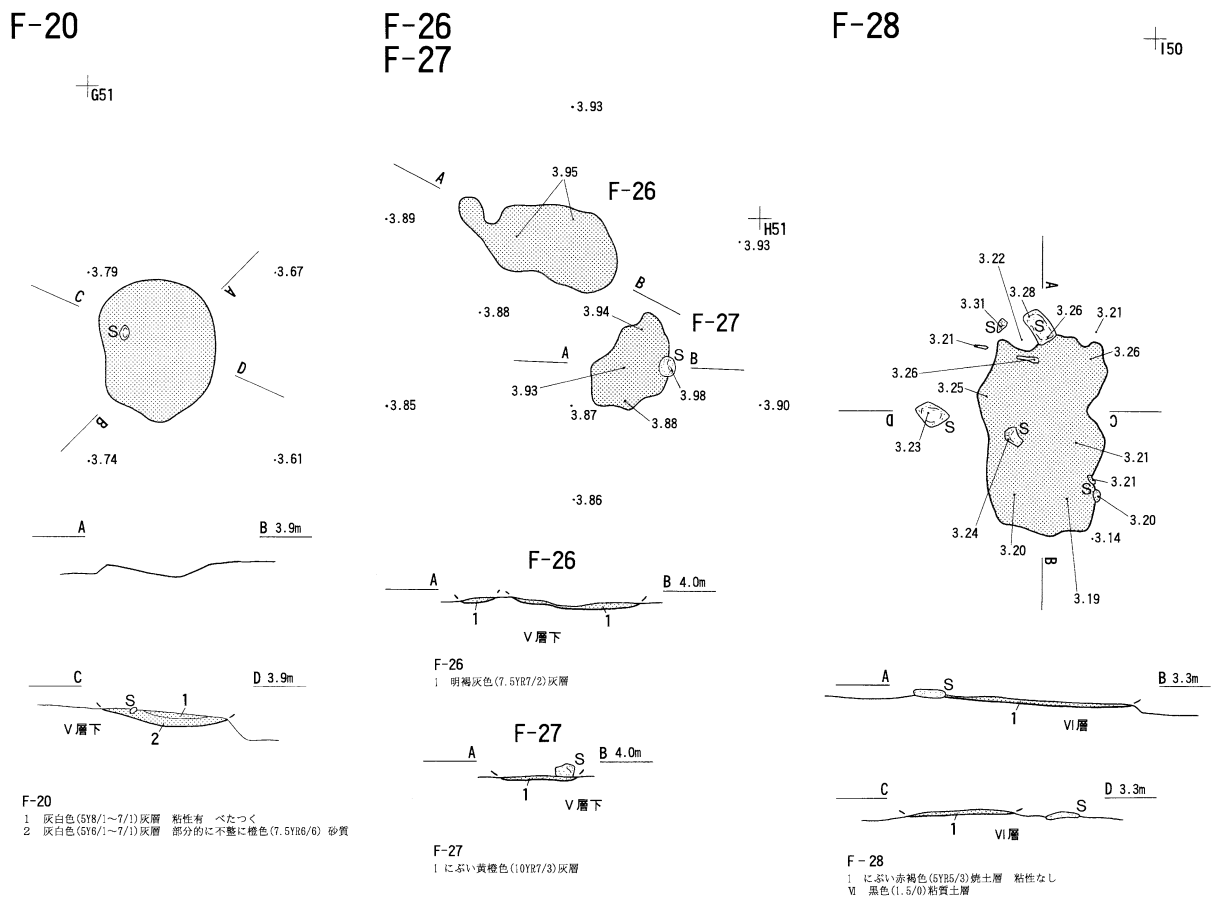 F-20
G51
3.79
3.67
A
C
S
D
B
3.74
3.61
A
B 3.9m
C
D 3.9m
S
1
V層下
2
F-20
1 灰白色(5Y8/1～7/1)灰層 粘性有 べたつく
2 灰白色(5Y6/1～7/1)灰層 部分的に不整に橙色(7.5YR6/6) 砂質
F-26
F-27
3.93
A
3.95
F-26
3.89
H51
3.93
B
3.88
3.94
F-27
A
S
B
3.93
3.98
3.85
3.87
3.88
3.90
3.86
F-26
A
B 4.0m
1
1
V層下
F-26
1 明褐灰色(7.5YR7/2)灰層
F-27
A
S
B 4.0m
1
V層下
F-27
1 にぶい黄橙色(10YR7/3)灰層
F-28
I50
3.22
A
3.31
3.28
3.26
3.21
S
S
3.21
3.26
3.26
3.25
D
S
C
3.23
S
3.21
3.21
S
3.24
3.20
3.20
3.14
B
3.19
A
S
B 3.3m
1
VI層
C
D 3.3m
S
1
VI層
F-28
1 にぶい赤褐色(5YR5/3)焼土層 粘性なし
VI 黒色(1.5/0)粘質土層